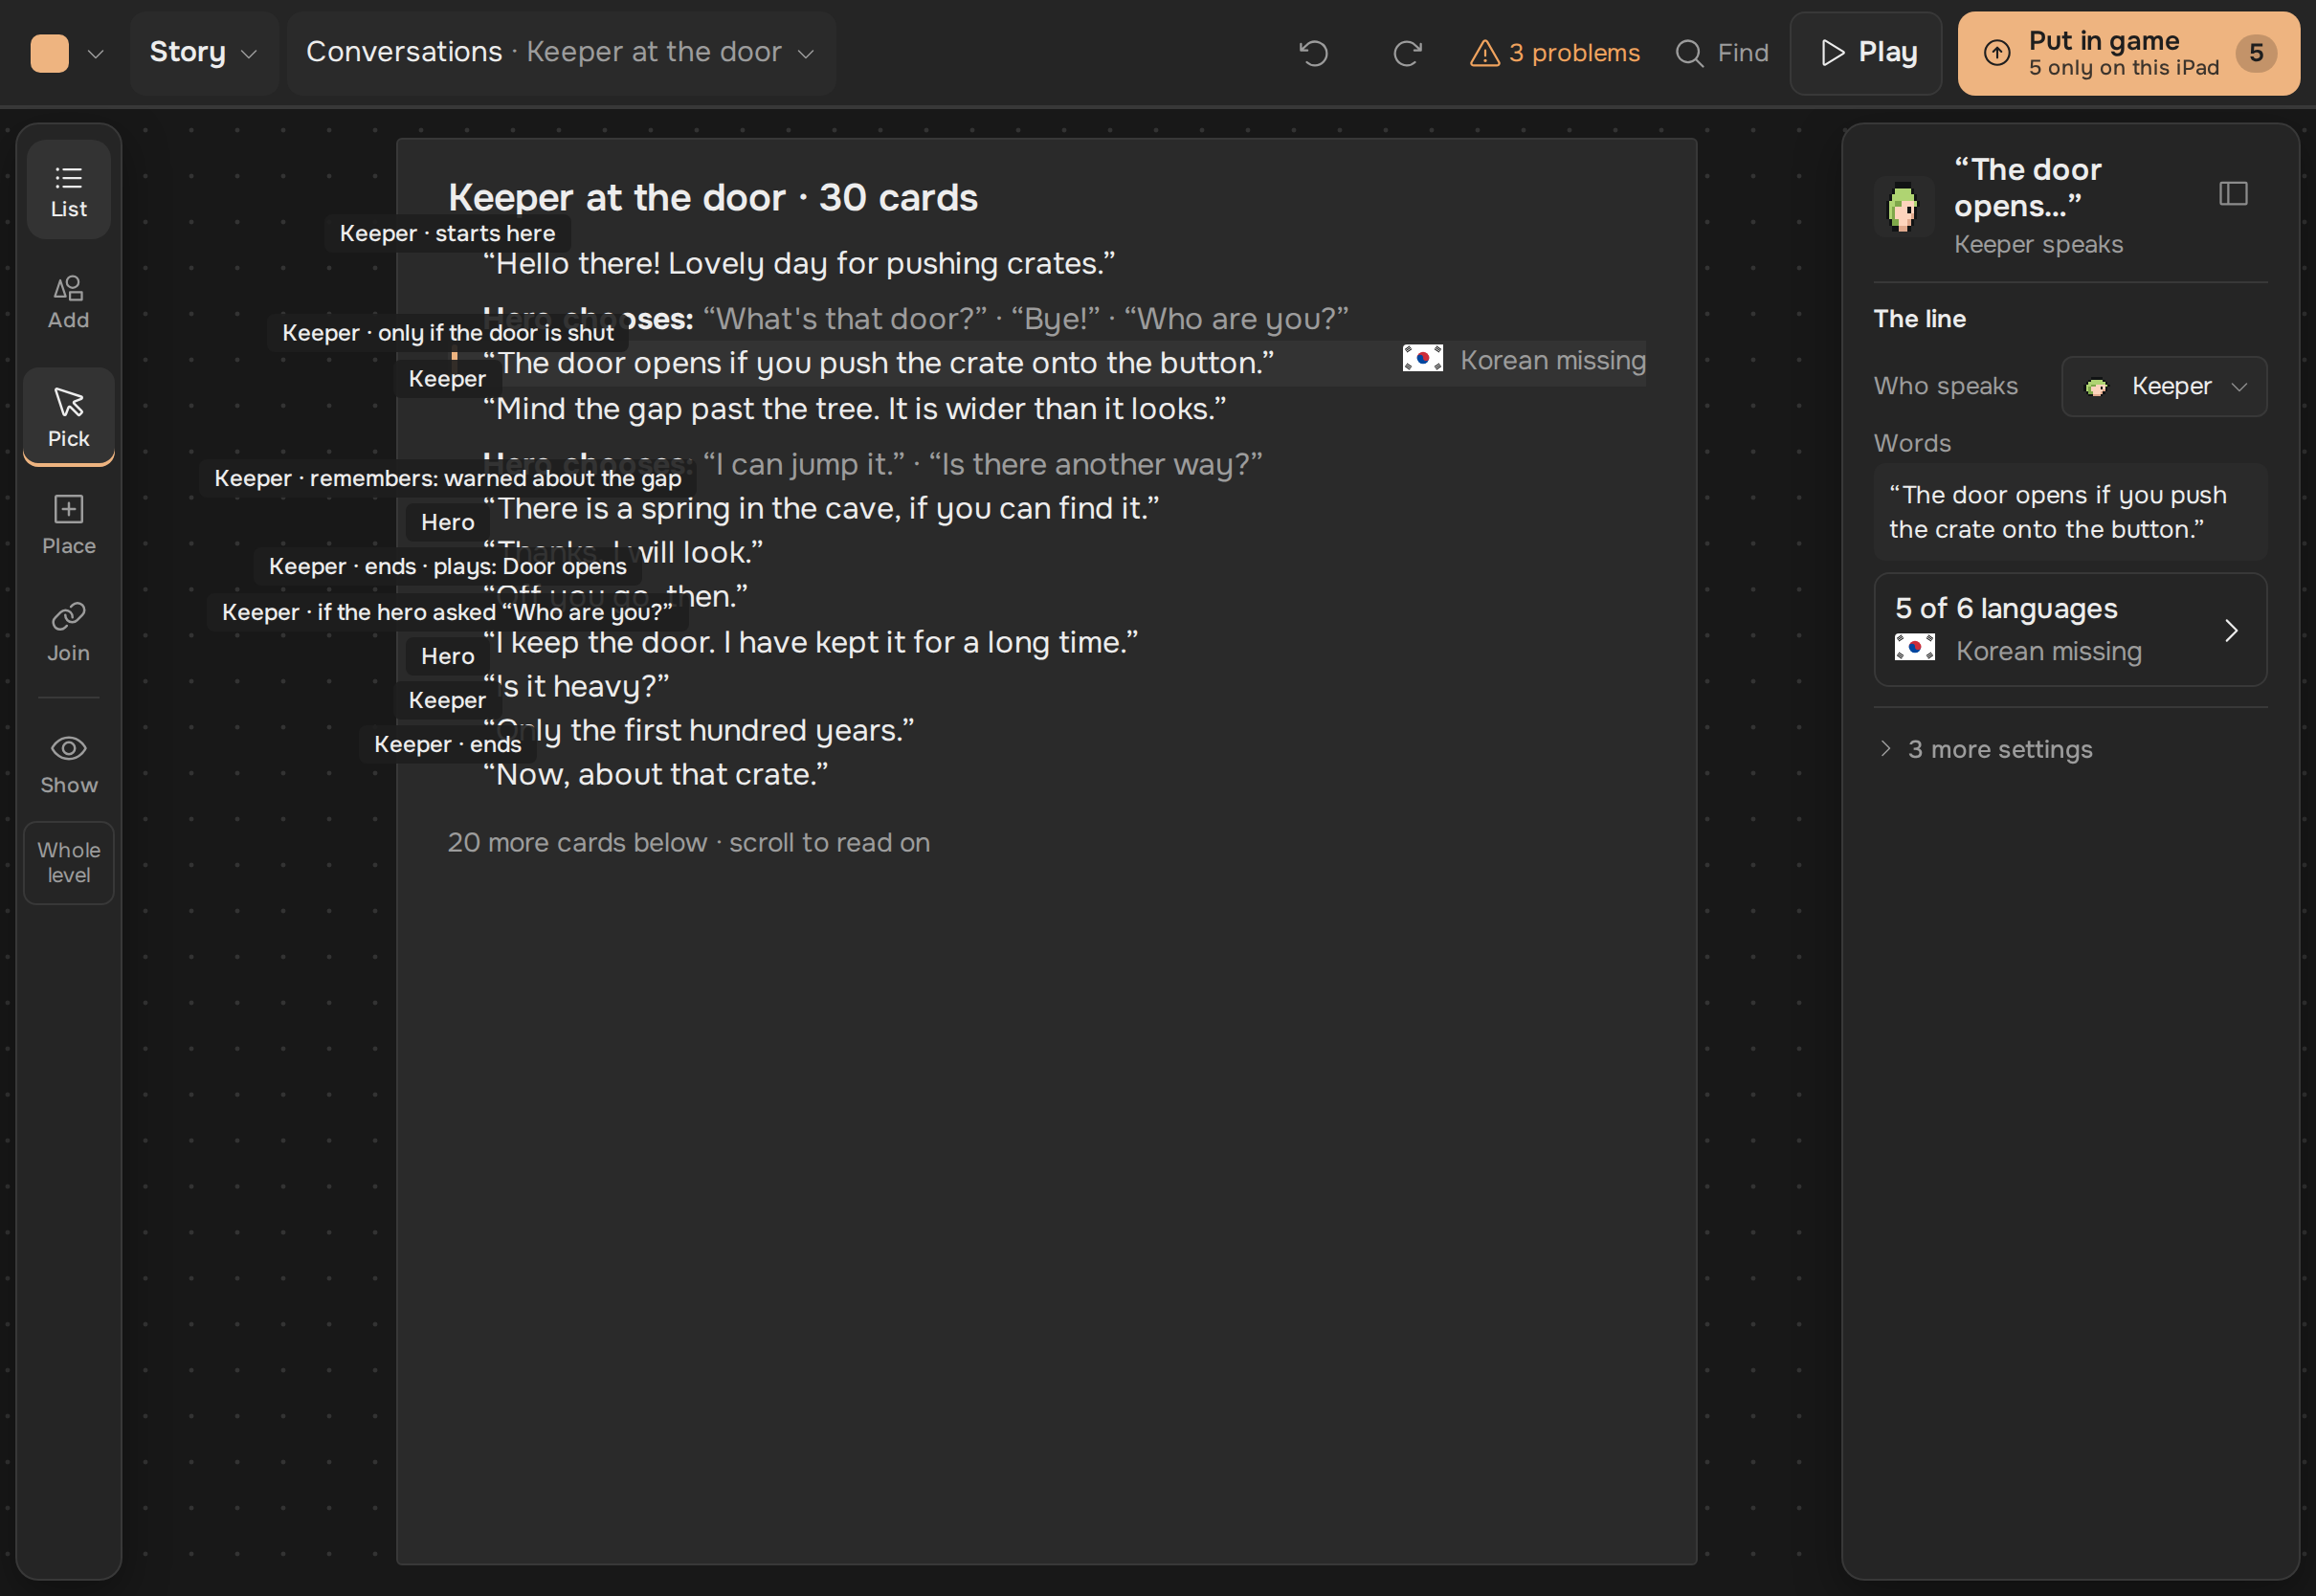 Story
Conversations · Keeper at the door
3 problems
Find
Play
Put in game
5 only on this iPad
5
List
Add
Pick
Place
Join
Show
Whole
level
Keeper at the door · 30 cards
Keeper · starts here
“Hello there! Lovely day for pushing crates.”
Hero chooses: “What's that door?” · “Bye!” · “Who are you?”
Keeper · only if the door is shut
“The door opens if you push the crate onto the button.”
Korean missing
Keeper
“Mind the gap past the tree. It is wider than it looks.”
Hero chooses: “I can jump it.” · “Is there another way?”
Keeper · remembers: warned about the gap
“There is a spring in the cave, if you can find it.”
Hero
“Thanks. I will look.”
Keeper · ends · plays: Door opens
“Off you go, then.”
Keeper · if the hero asked “Who are you?”
“I keep the door. I have kept it for a long time.”
Hero
“Is it heavy?”
Keeper
“Only the first hundred years.”
Keeper · ends
“Now, about that crate.”
20 more cards below · scroll to read on
“The door
opens…”
Keeper speaks
The line
Who speaks
Keeper
Words
“The door opens if you push
the crate onto the button.”
5 of 6 languages
Korean missing
3 more settings